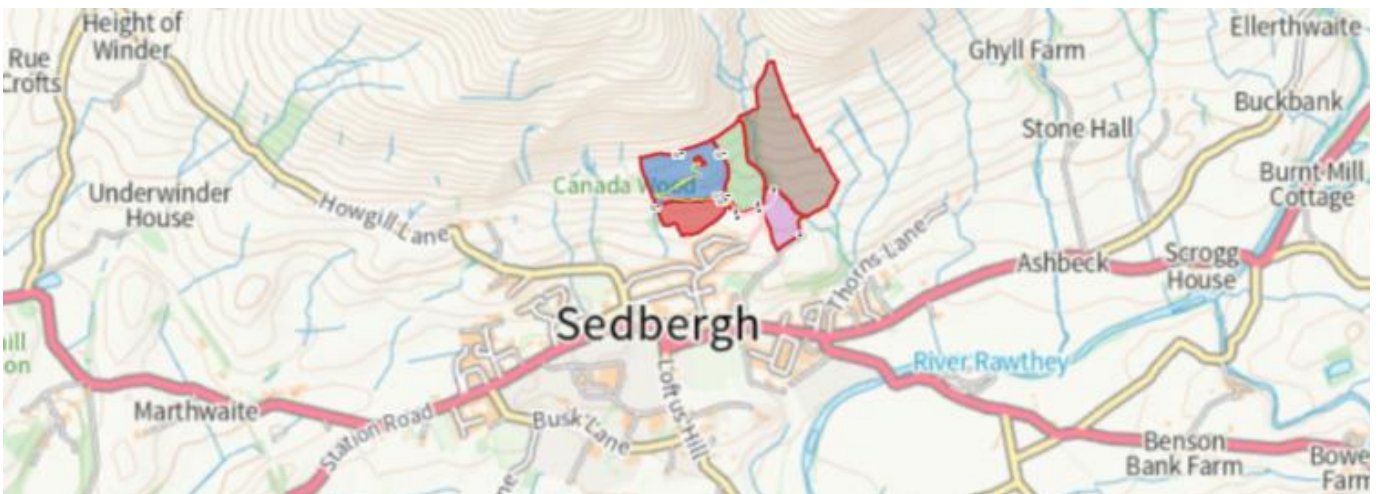 Height of
Winder
Rue
Crofts
Ghyll Farm
Ellerthwaite
Buckbank
Stone Hall
Burnt Mill
Cottage
Canada Wood
Underwinder
House
Howgill Lane
Thorns Lane
Ashbeck
Scrogg
House
Sedbergh
River Rawthey
Marthwaite
Station Road
Loftus Hill
Busk Lane
Benson
Bank Farm
Farm